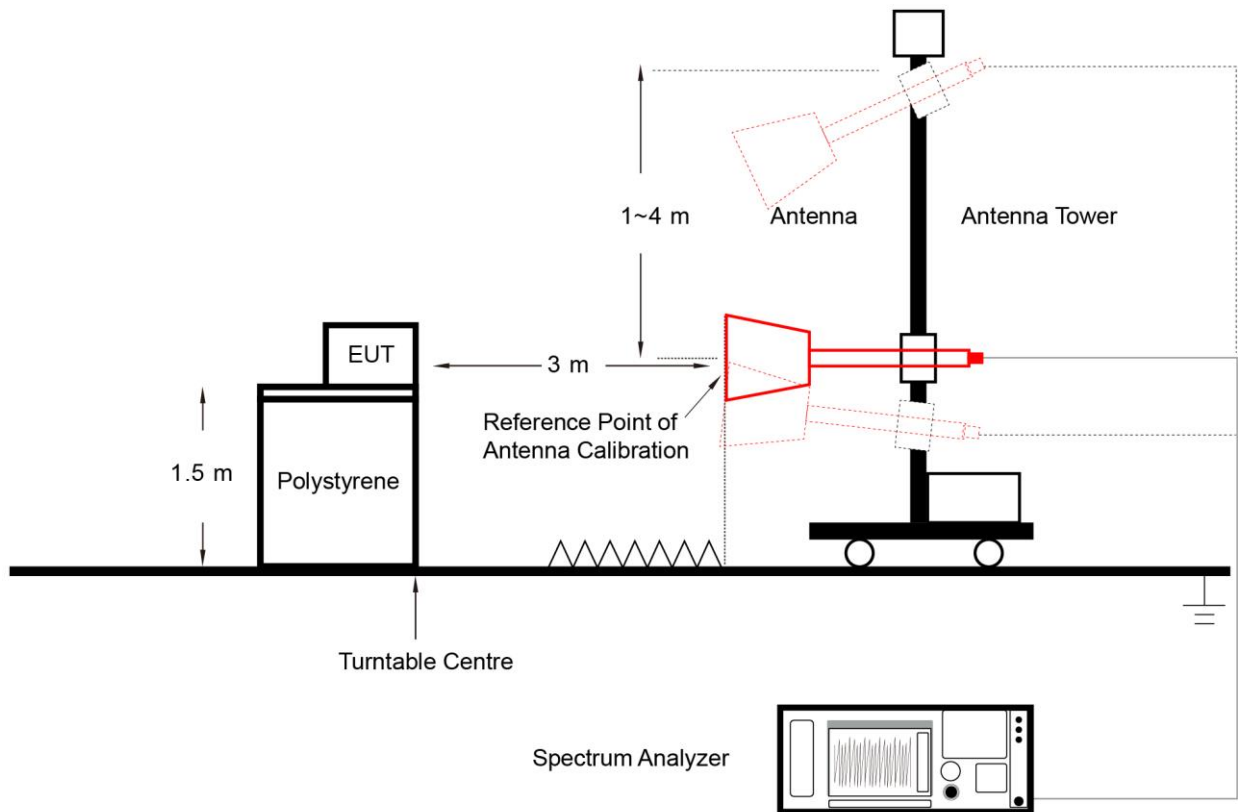 1~4 m
Antenna
Antenna Tower
EUT
3 m
Reference Point of
Antenna Calibration
1.5 m
Polystyrene
Turntable Centre
Spectrum Analyzer